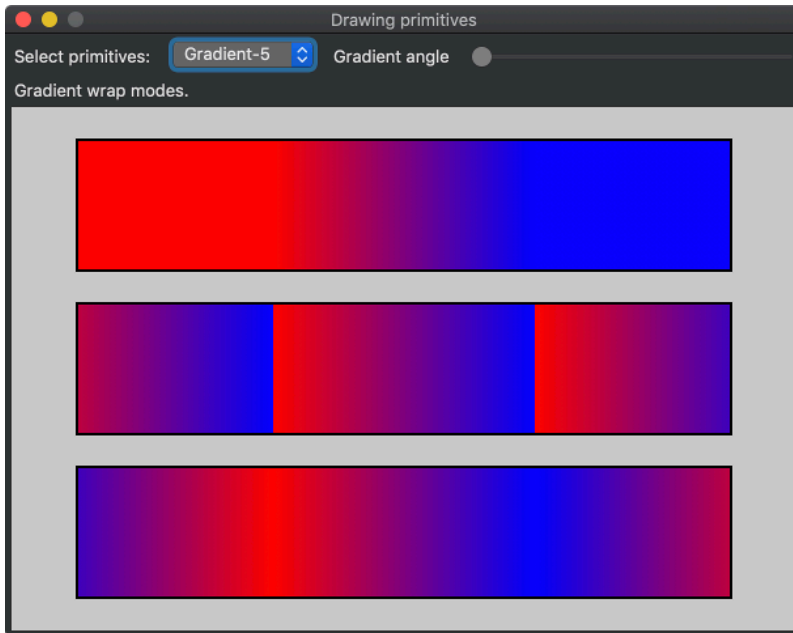 Drawing primitives
Select primitives: Gradient-5 Gradient angle
Gradient wrap modes.